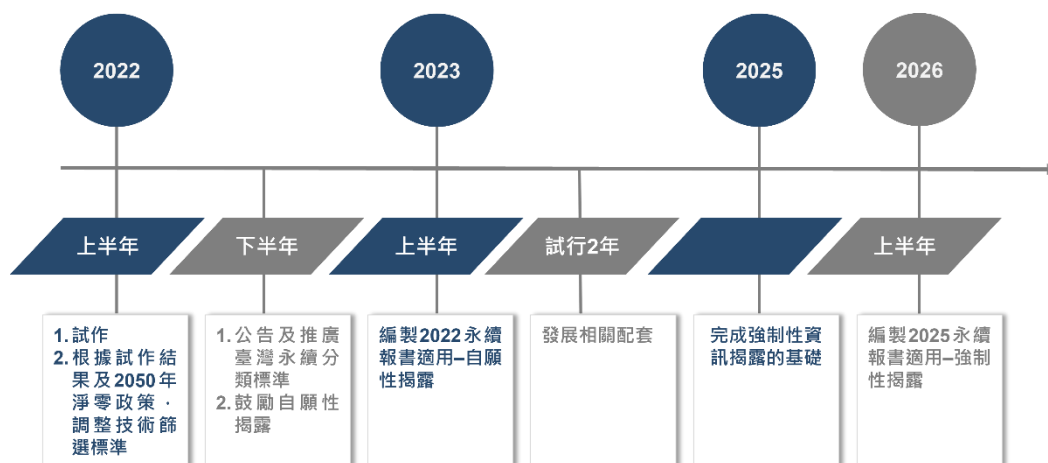 2022
2023
2025
2026
上半年
下半年
上半年
試行2年
上半年
1. 試作
2. 根據試作結
果及2050年
淨零政策，
調整技術篩
選標準
1. 公告及推廣
臺灣永續分
類標準
2. 鼓勵自願性
揭露
編製2022永續
報書適用–自願
性揭露
發展相關配套
完成強制性資
訊揭露的基礎
編製2025永續
報書適用–強制
性揭露